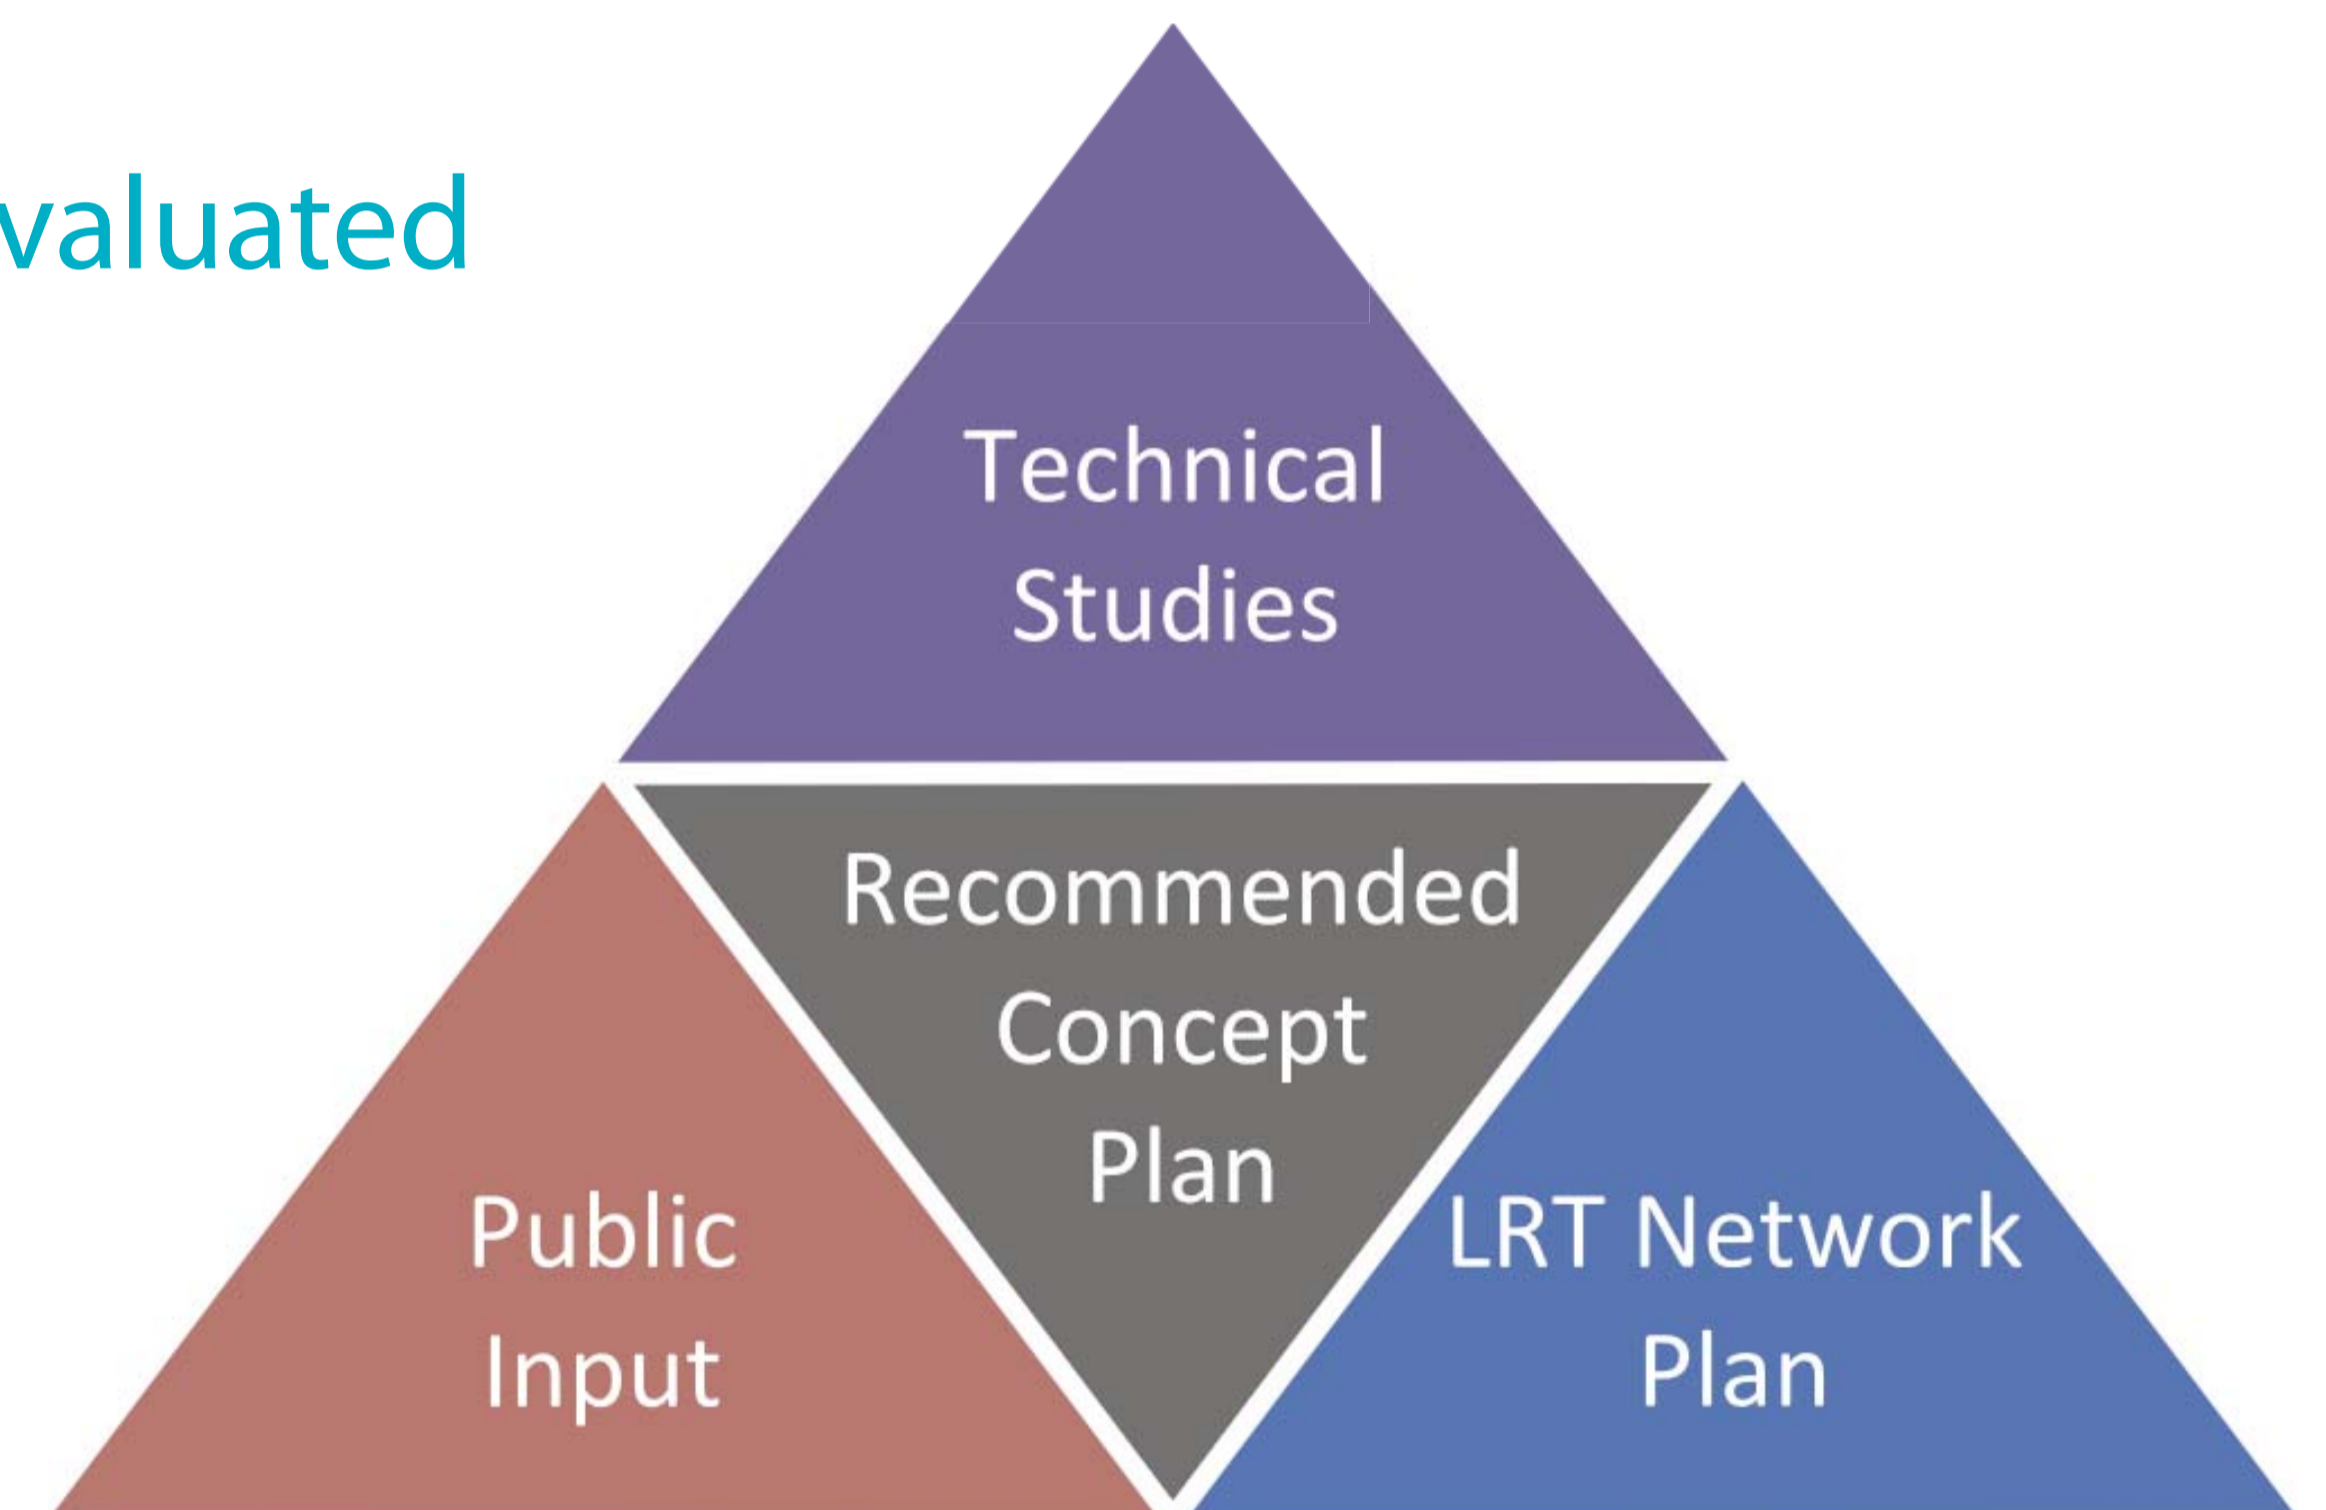 valuated
Technical
Studies
Recommended
Concept
Plan
Public
Input
LRT Network
Plan